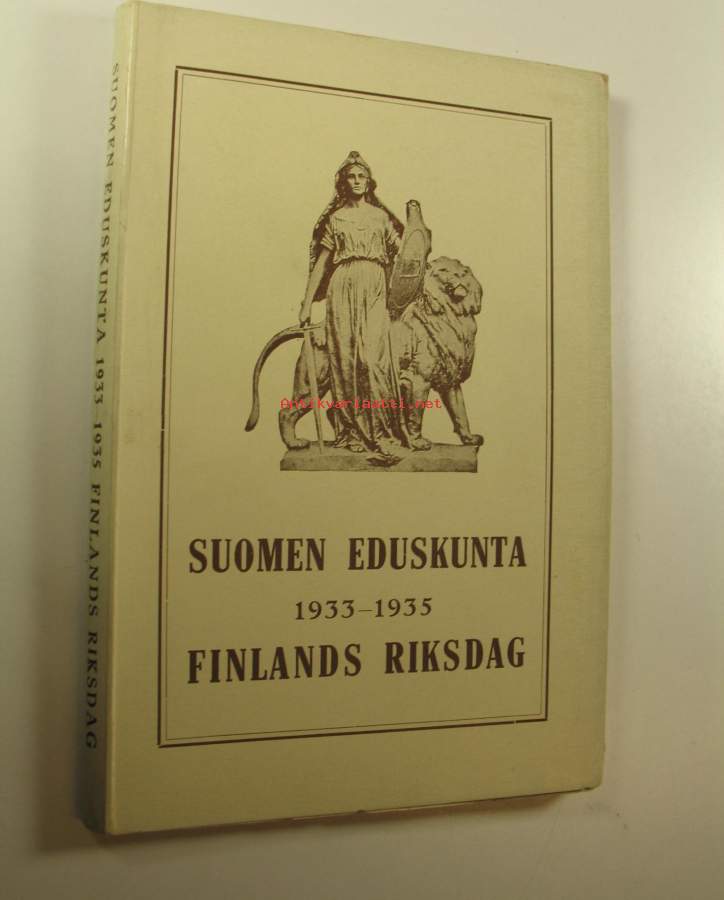 SUOMEN EDUSKUNTA 1933–1935 FINLANDS RIKSDAG
Antikvariaatti.net
SUOMEN EDUSKUNTA
1933–1935
FINLANDS RIKSDAG